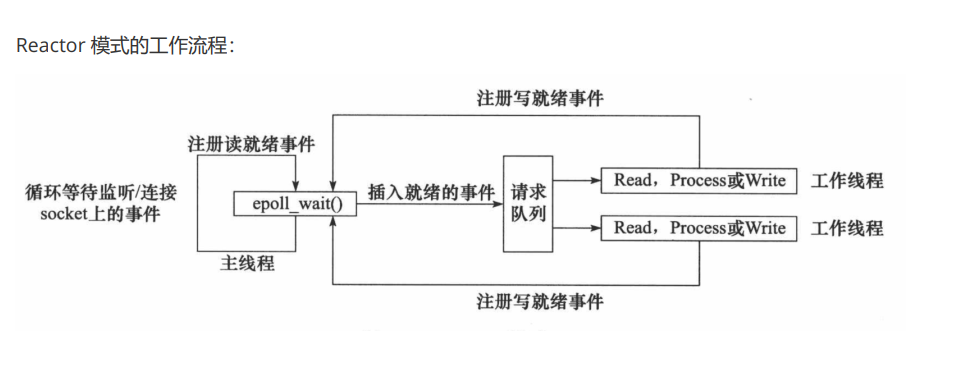 Reactor 模式的工作流程：
注册写就绪事件
注册读就绪事件
循环等待监听/连接
socket上的事件
epoll_wait()
插入就绪的事件
请求
队列
Read，Process或Write
工作线程
Read，Process或Write
工作线程
主线程
注册写就绪事件